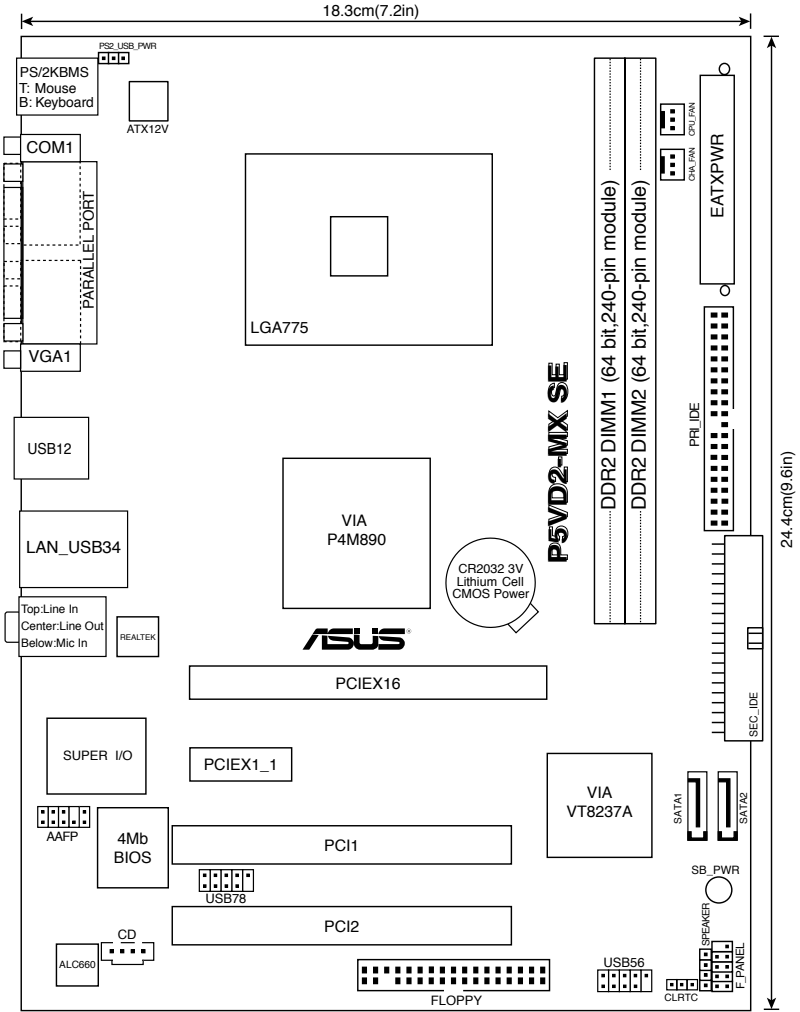 18.3cm(7.2in)
PS2_USB_PWR
PS/2KBMS
T: Mouse
B: Keyboard
ATX12V
COM1
PARALLEL PORT
VGA1
CPU_FAN
CHA_FAN
EATXPWR
LGA775
DDR2 DIMM1 (64 bit,240-pin module)
DDR2 DIMM2 (64 bit,240-pin module)
P5VD2-MX SE
PRI_IDE
24.4cm(9.6in)
USB12
LAN_USB34
VIA
P4M890
CR2032 3V
Lithium Cell
CMOS Power
Top:Line In
Center:Line Out
Below:Mic In
REALTEK
ASUS®
PCIEX16
SEC_IDE
SUPER I/O
PCIEX1_1
VIA
VT8237A
SATA1
SATA2
AAFP
4Mb
BIOS
PCI1
USB78
SB_PWR
PCI2
CD
ALC660
FLOPPY
USB56
CLRTC
SPEAKER
F_PANEL